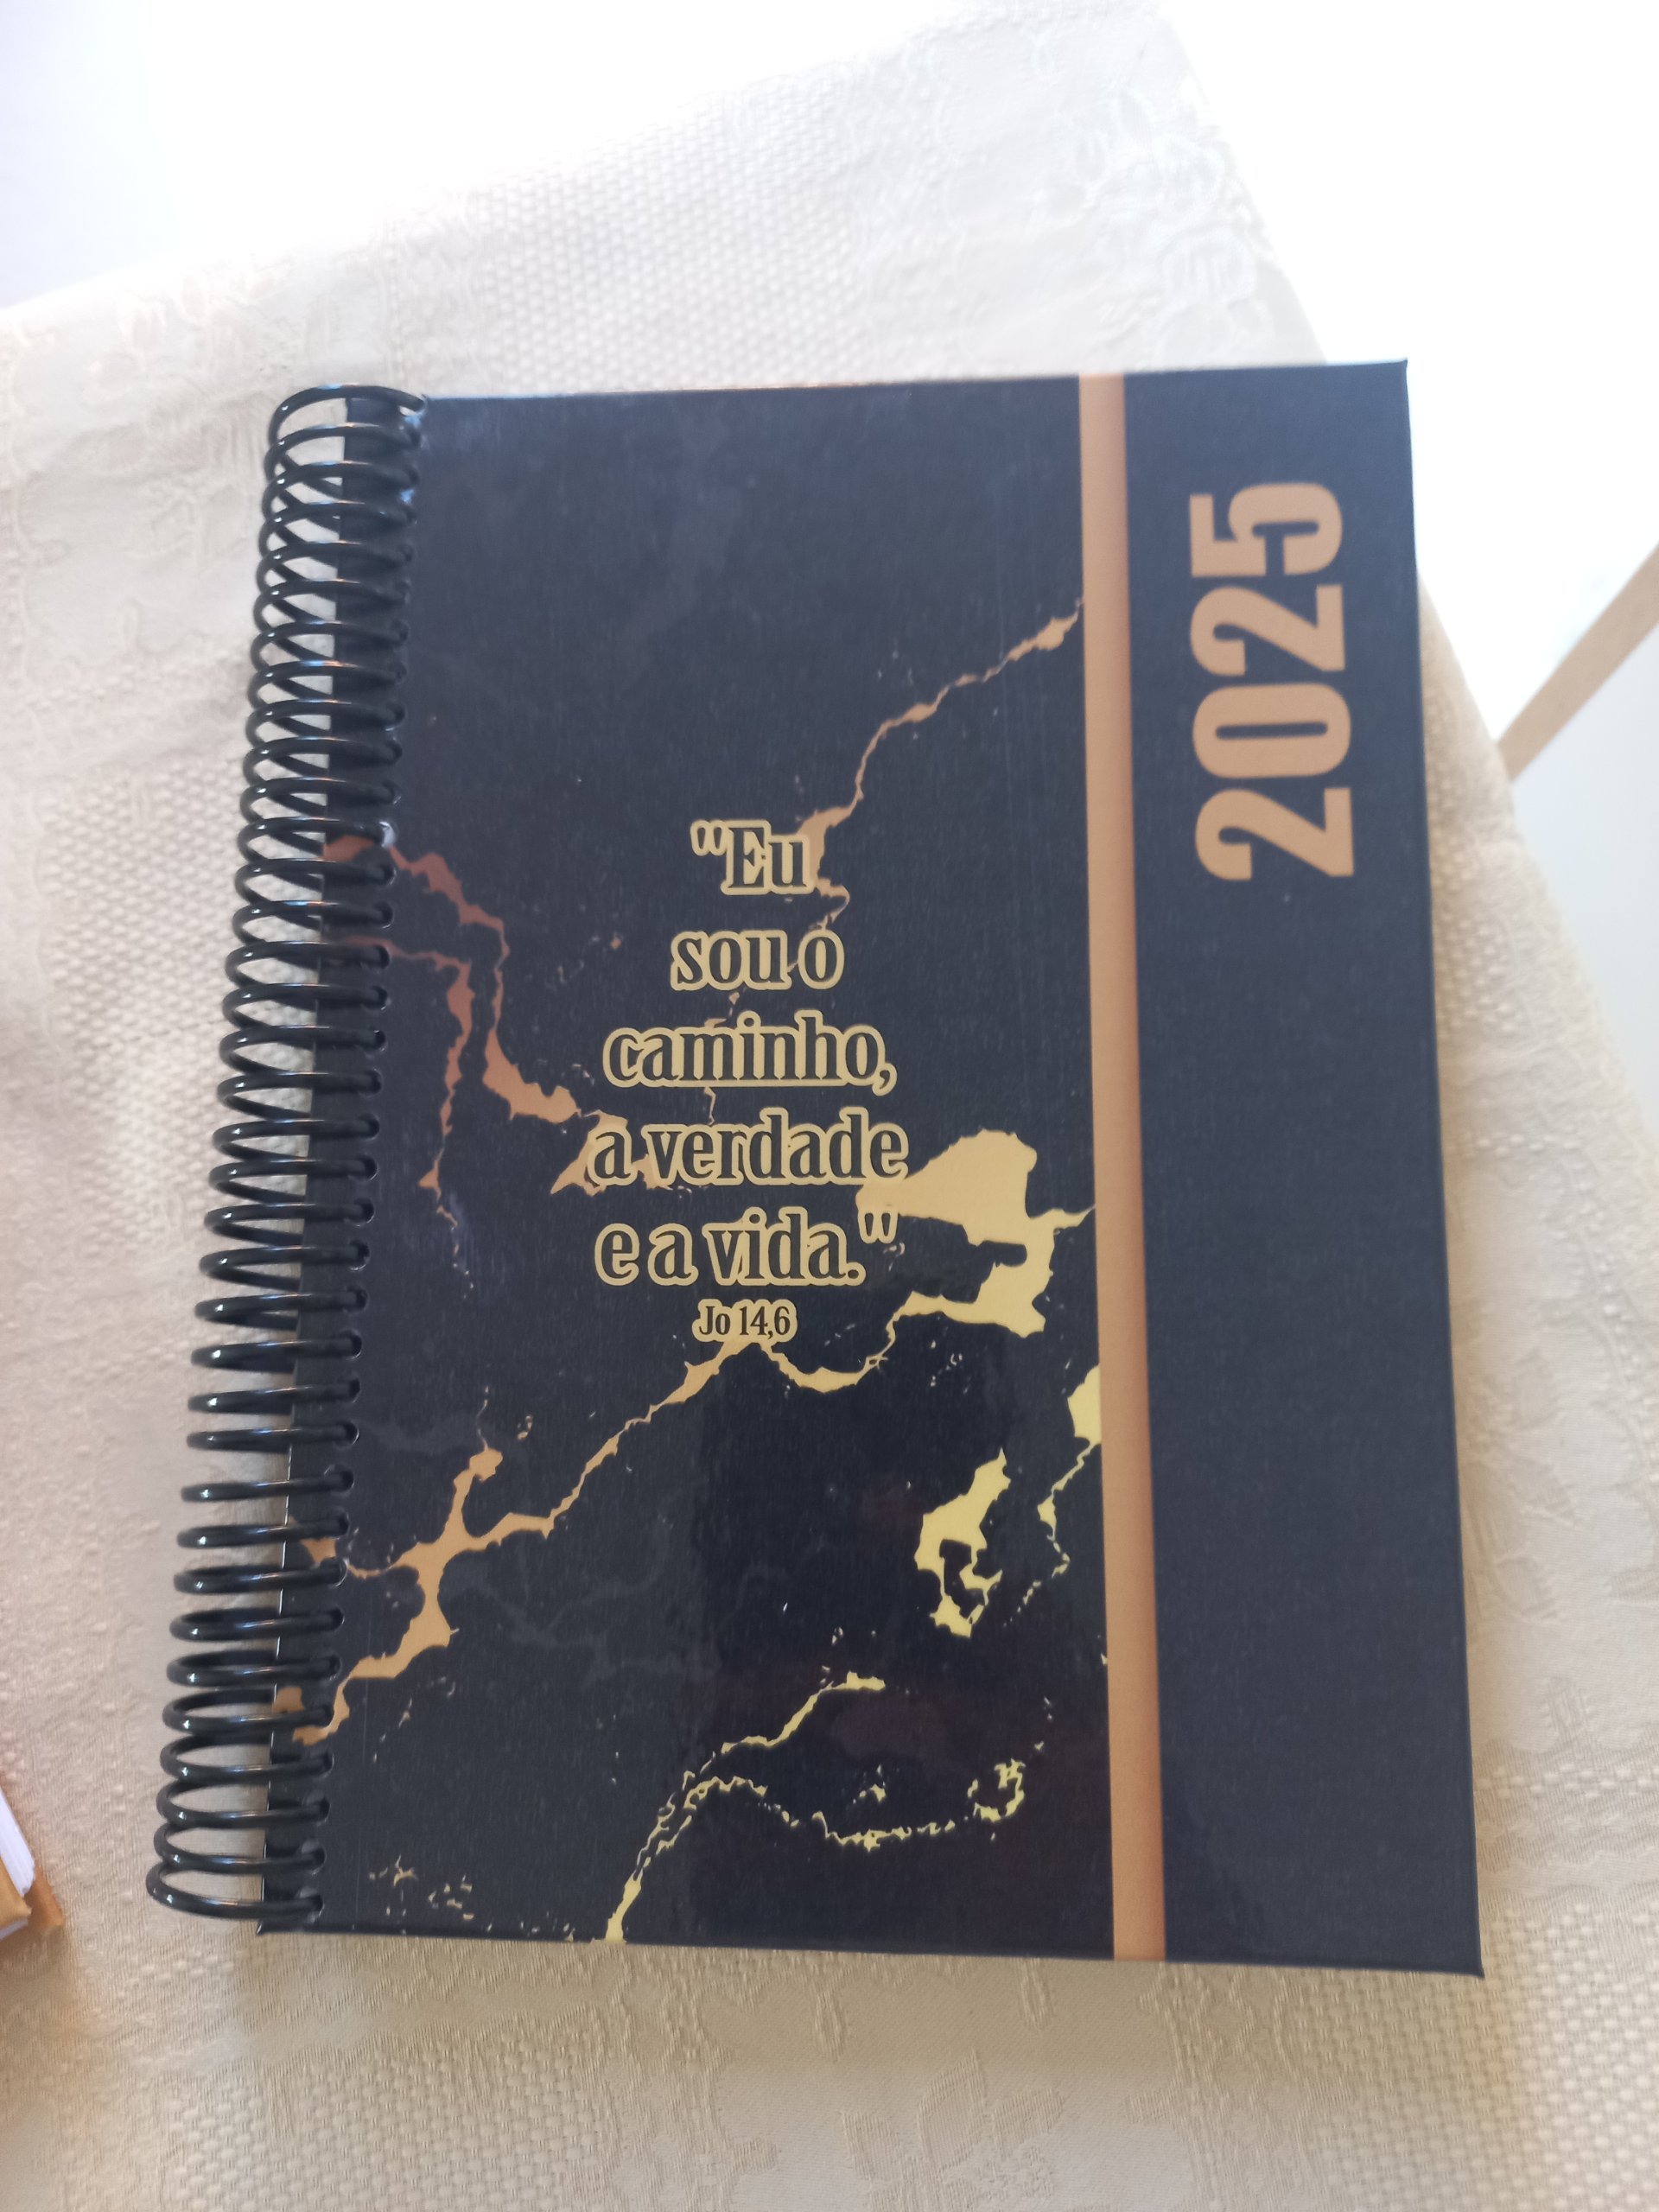 "Eu
sou o
caminho,
a verdade
e a vida."
Jo 14,6
2025